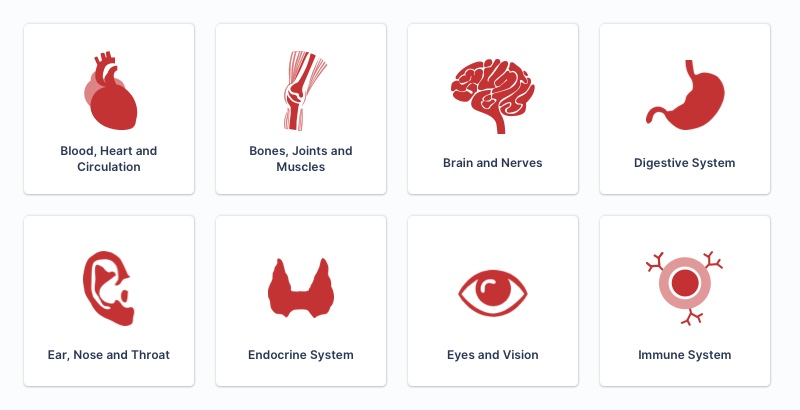 Blood, Heart and
Circulation
Bones, Joints and
Muscles
Brain and Nerves
Digestive System
Ear, Nose and Throat
Endocrine System
Eyes and Vision
Immune System